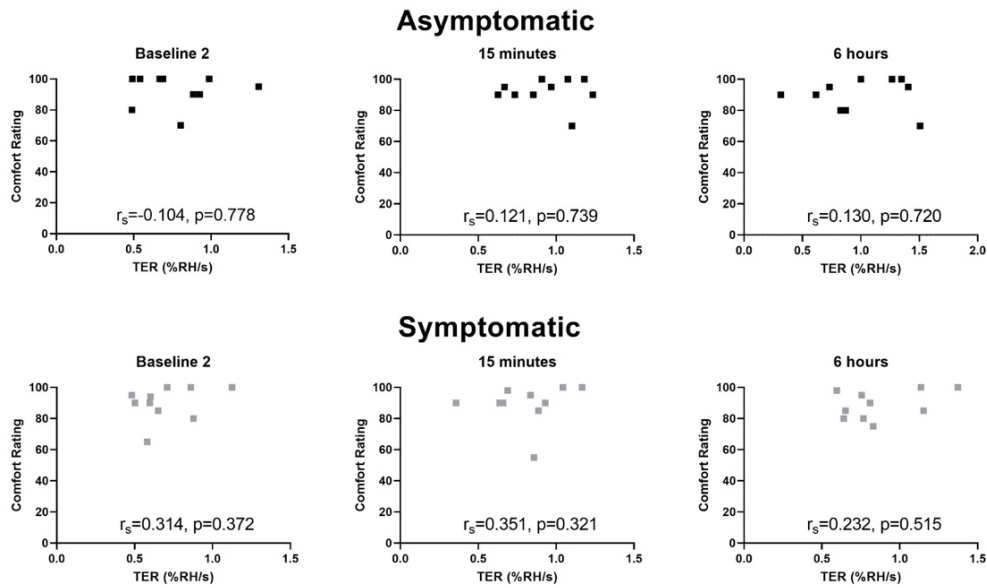 Asymptomatic
Baseline 2
15 minutes
6 hours
Comfort Rating
100
80
60
40
20
0
r_s=-0.104, p=0.778
0.0 0.5 1.0 1.5
TER (%RH/s)
Comfort Rating
100
80
60
40
20
0
r_s=0.121, p=0.739
0.0 0.5 1.0 1.5
TER (%RH/s)
Comfort Rating
100
80
60
40
20
0
r_s=0.130, p=0.720
0.0 0.5 1.0 1.5 2.0
TER (%RH/s)
Symptomatic
Baseline 2
15 minutes
6 hours
Comfort Rating
100
80
60
40
20
0
r_s=0.314, p=0.372
0.0 0.5 1.0 1.5
TER (%RH/s)
Comfort Rating
100
80
60
40
20
0
r_s=0.351, p=0.321
0.0 0.5 1.0 1.5
TER (%RH/s)
Comfort Rating
100
80
60
40
20
0
r_s=0.232, p=0.515
0.0 0.5 1.0 1.5
TER (%RH/s)